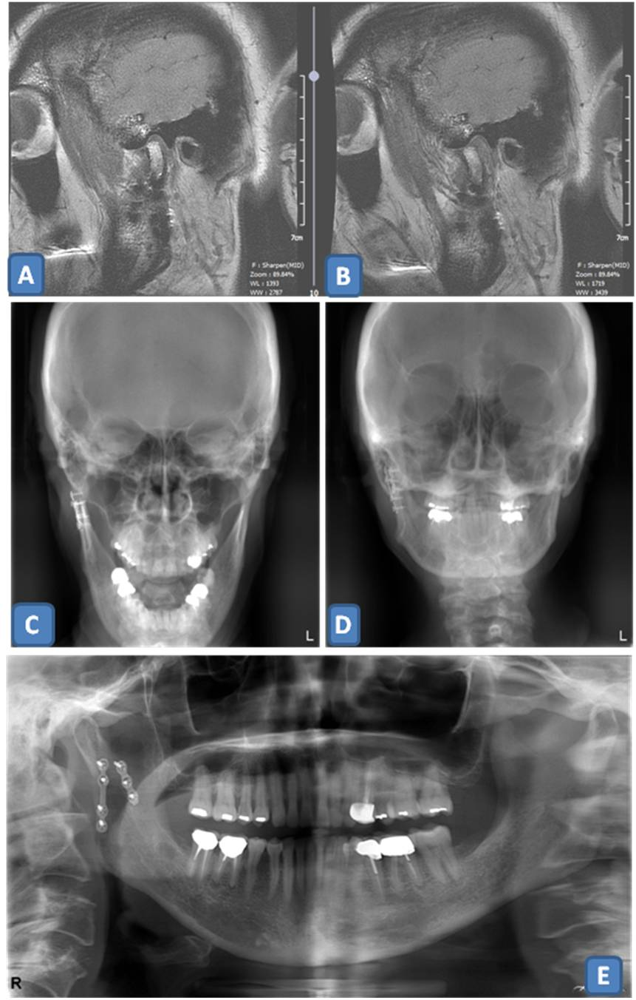 7cm
F : Sharpen(MID)
Zoom : 89.84%
WL : 1393
WW : 2787
A
10
7cm
F : Sharpen(MID)
Zoom : 89.84%
WL : 1719
WW : 3439
B
C
L
D
L
R
E